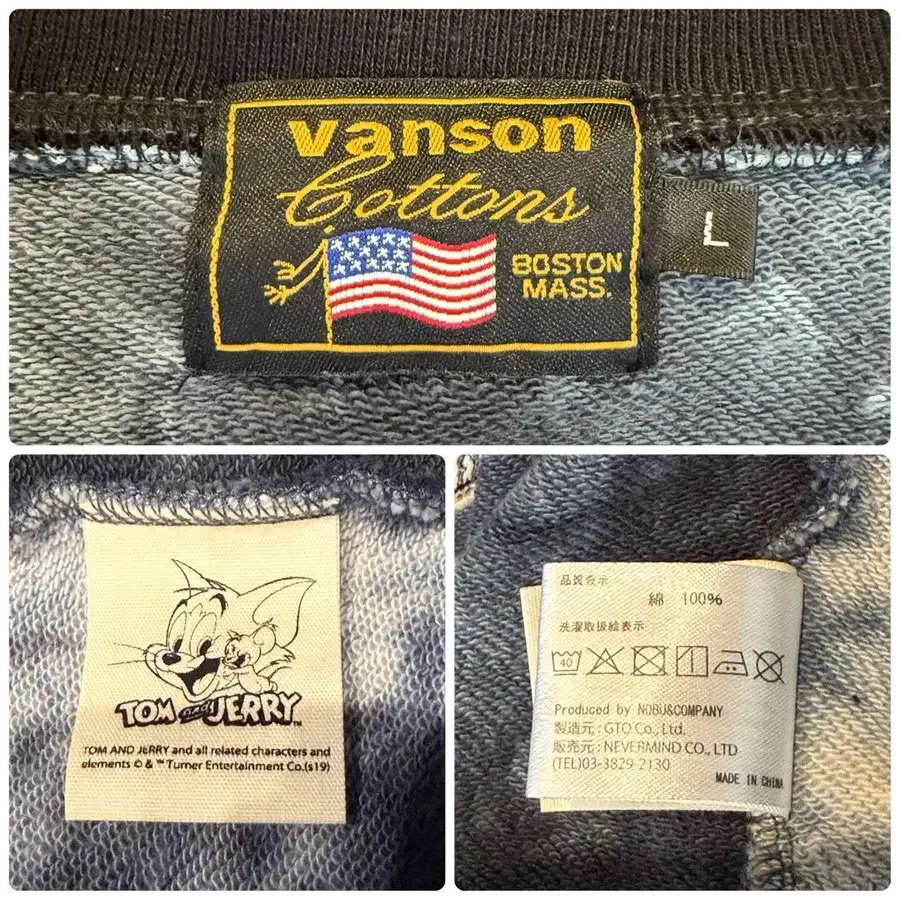 vanson
Cottons
BOSTON
MASS.
L
TOM AND JERRY™
TOM AND JERRY and all related characters and
elements © & ™ Turner Entertainment Co.(s19)
品質表示
綿 100%
洗濯取扱絵表示
40
Produced by NOBU&COMPANY
製造元:GTO Co., Ltd.
販売元:NEVERMIND CO., LTD
(TEL)03-3829-2130
MADE IN CHINA